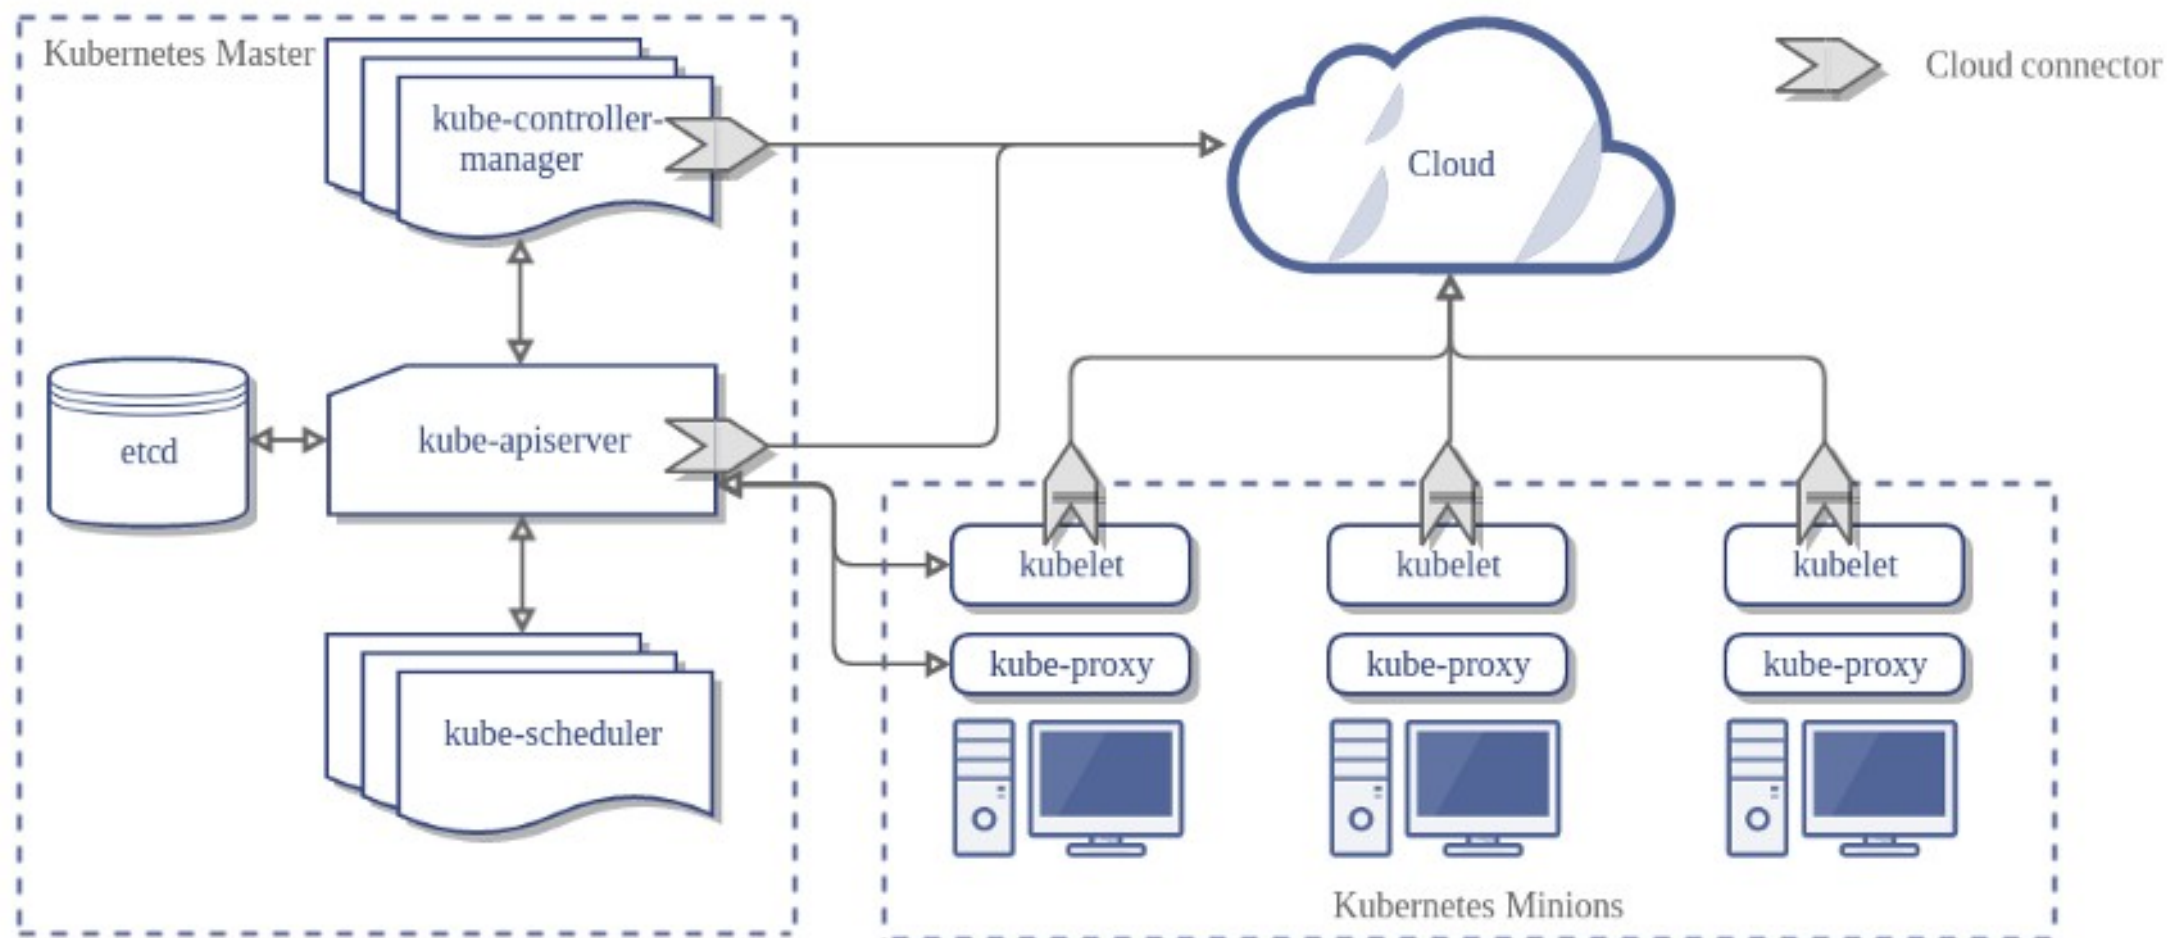 Kubernetes Master
kube-controller-
manager
Cloud
Cloud connector
etcd
kube-apiserver
kubelet
kubelet
kubelet
kube-proxy
kube-proxy
kube-proxy
kube-scheduler
Kubernetes Minions